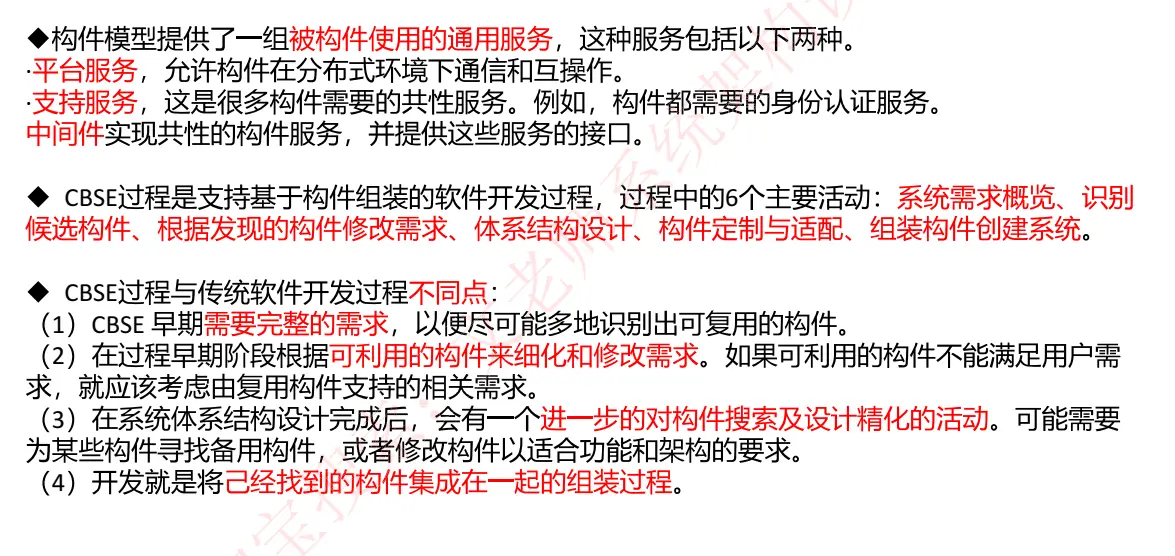 ◆构件模型提供了一组被构件使用的通用服务，这种服务包括以下两种。
·平台服务，允许构件在分布式环境下通信和互操作。
·支持服务，这是很多构件需要的共性服务。例如，构件都需要的身份认证服务。
中间件实现共性的构件服务，并提供这些服务的接口。
◆ CBSE过程是支持基于构件组装的软件开发过程，过程中的6个主要活动：系统需求概览、识别
候选构件、根据发现的构件修改需求、体系结构设计、构件定制与适配、组装构件创建系统。
◆ CBSE过程与传统软件开发过程不同点：
（1）CBSE 早期需要完整的需求，以便尽可能多地识别出可复用的构件。
（2）在过程早期阶段根据可利用的构件来细化和修改需求。如果可利用的构件不能满足用户需
求，就应该考虑由复用构件支持的相关需求。
（3）在系统体系结构设计完成后，会有一个进一步的对构件搜索及设计精化的活动。可能需要
为某些构件寻找备用构件，或者修改构件以适合功能和架构的要求。
（4）开发就是将己经找到的构件集成在一起的组装过程。